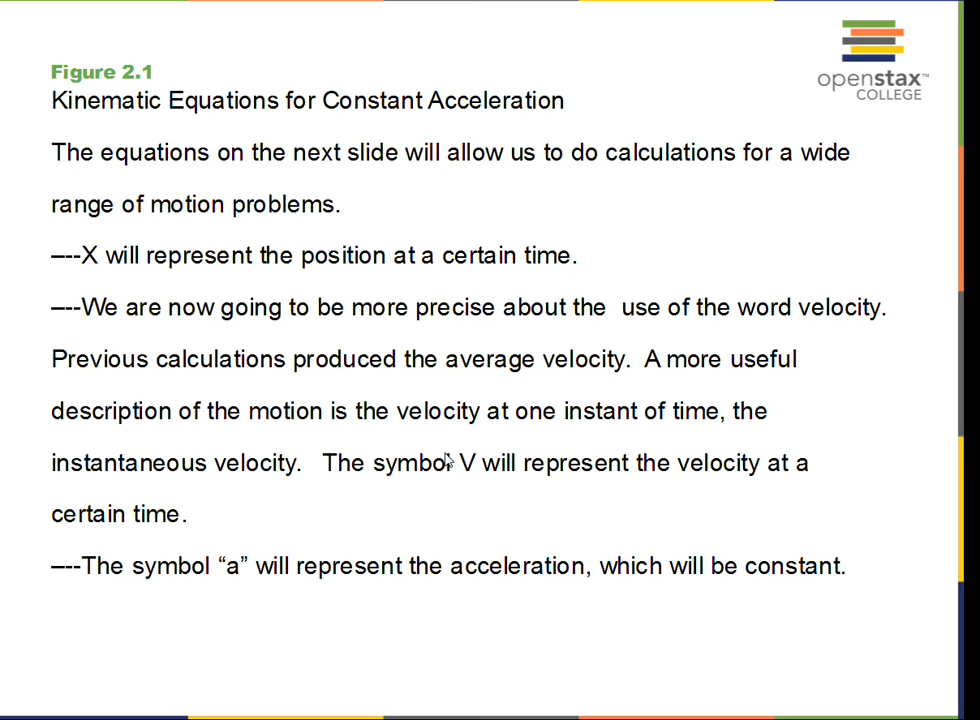 openstax™
COLLEGE
Figure 2.1
Kinematic Equations for Constant Acceleration
The equations on the next slide will allow us to do calculations for a wide
range of motion problems.
----X will represent the position at a certain time.
----We are now going to be more precise about the  use of the word velocity.
Previous calculations produced the average velocity.  A more useful
description of the motion is the velocity at one instant of time, the
instantaneous velocity.   The symbol V will represent the velocity at a
certain time.
----The symbol “a” will represent the acceleration, which will be constant.